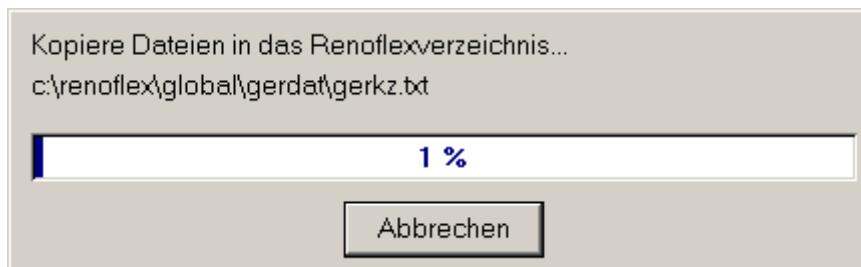 Kopiere Dateien in das Renoflexverzeichnis...
c:\renoflex\global\gerdat\gerkz.txt
1 %
Abbrechen